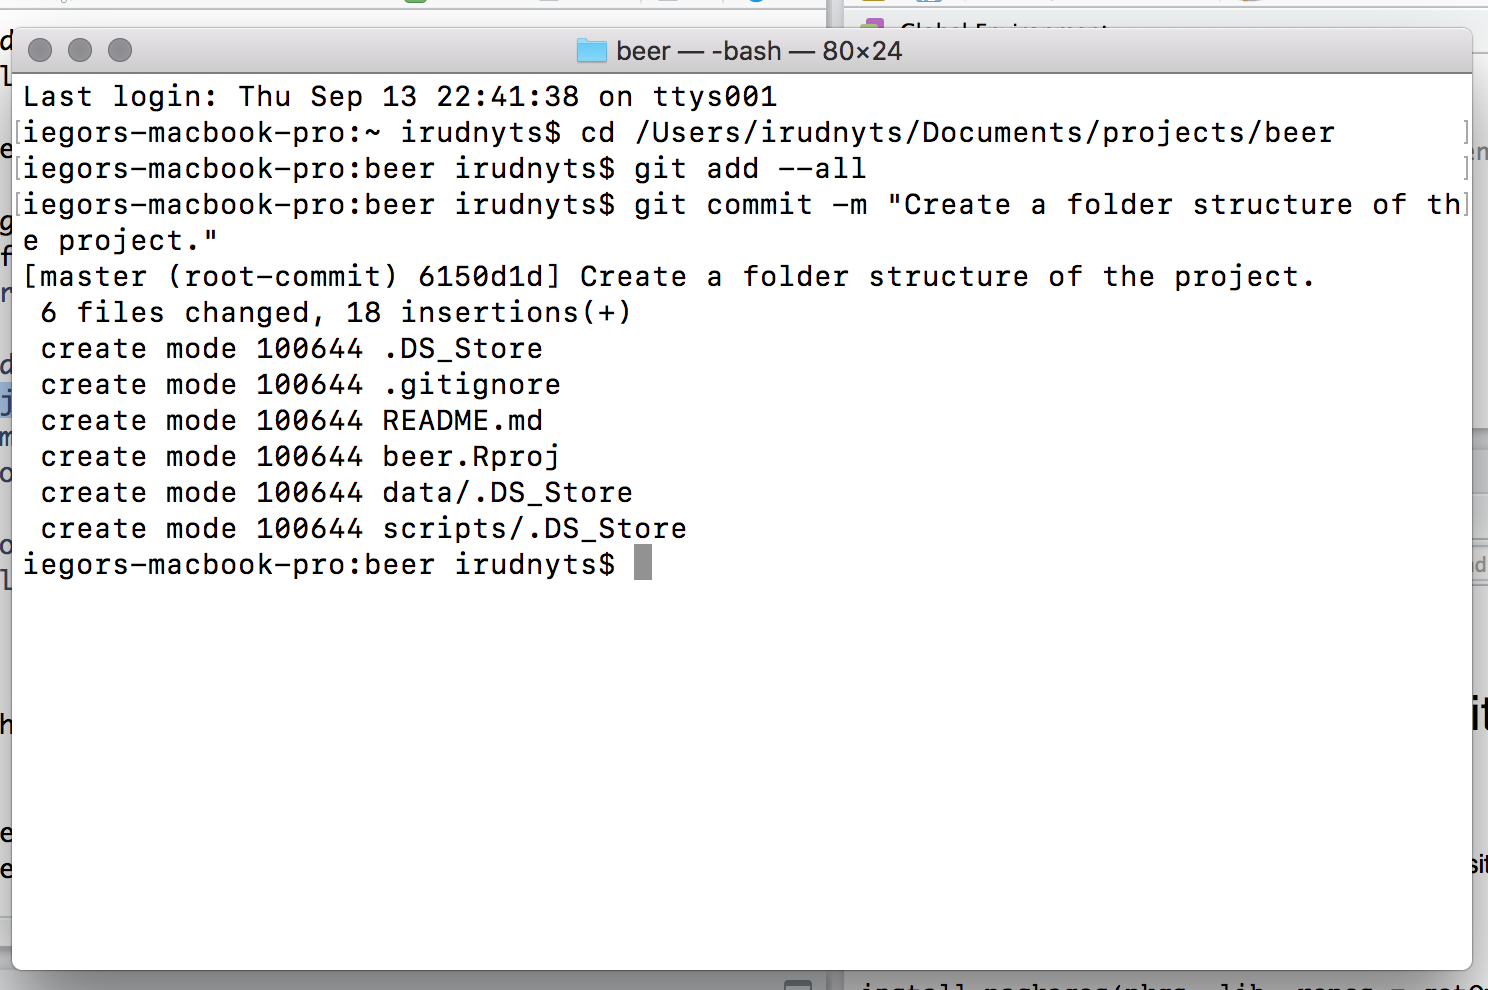 beer — -bash — 80×24
Last login: Thu Sep 13 22:41:38 on ttys001
[iegors-macbook-pro:~ irudnyts$ cd /Users/irudnyts/Documents/projects/beer ]
[iegors-macbook-pro:beer irudnyts$ git add --all ]
[iegors-macbook-pro:beer irudnyts$ git commit -m "Create a folder structure of th]
e project."
[master (root-commit) 6150d1d] Create a folder structure of the project.
 6 files changed, 18 insertions(+)
 create mode 100644 .DS_Store
 create mode 100644 .gitignore
 create mode 100644 README.md
 create mode 100644 beer.Rproj
 create mode 100644 data/.DS_Store
 create mode 100644 scripts/.DS_Store
iegors-macbook-pro:beer irudnyts$